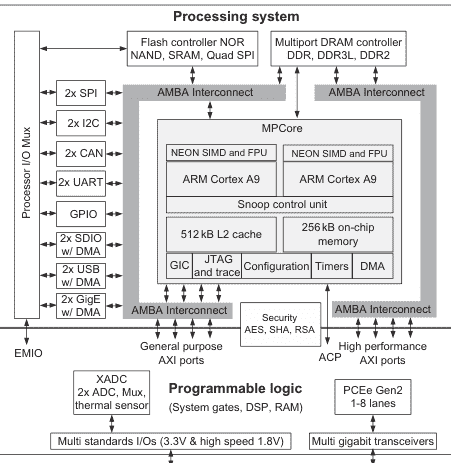 Processing system
Flash controller NOR
NAND, SRAM, Quad SPI
Multiport DRAM controller
DDR, DDR3L, DDR2
AMBA Interconnect
AMBA Interconnect
Processor I/O Mux
2x SPI
2x I2C
2x CAN
2x UART
GPIO
2x SDIO
w/ DMA
2x USB
w/ DMA
2x GigE
w/ DMA
MPCore
NEON SIMD and FPU
NEON SIMD and FPU
ARM Cortex A9
ARM Cortex A9
Snoop control unit
512 kB L2 cache
256 kB on-chip
memory
GIC
JTAG
and trace
Configuration
Timers
DMA
AMBA Interconnect
AMBA Interconnect
Security
AES, SHA, RSA
EMIO
General purpose
AXI ports
ACP
High performance
AXI ports
XADC
2x ADC, Mux,
thermal sensor
Programmable logic
(System gates, DSP, RAM)
PCEe Gen2
1-8 lanes
Multi standards I/Os (3.3V & high speed 1.8V)
Multi gigabit transceivers